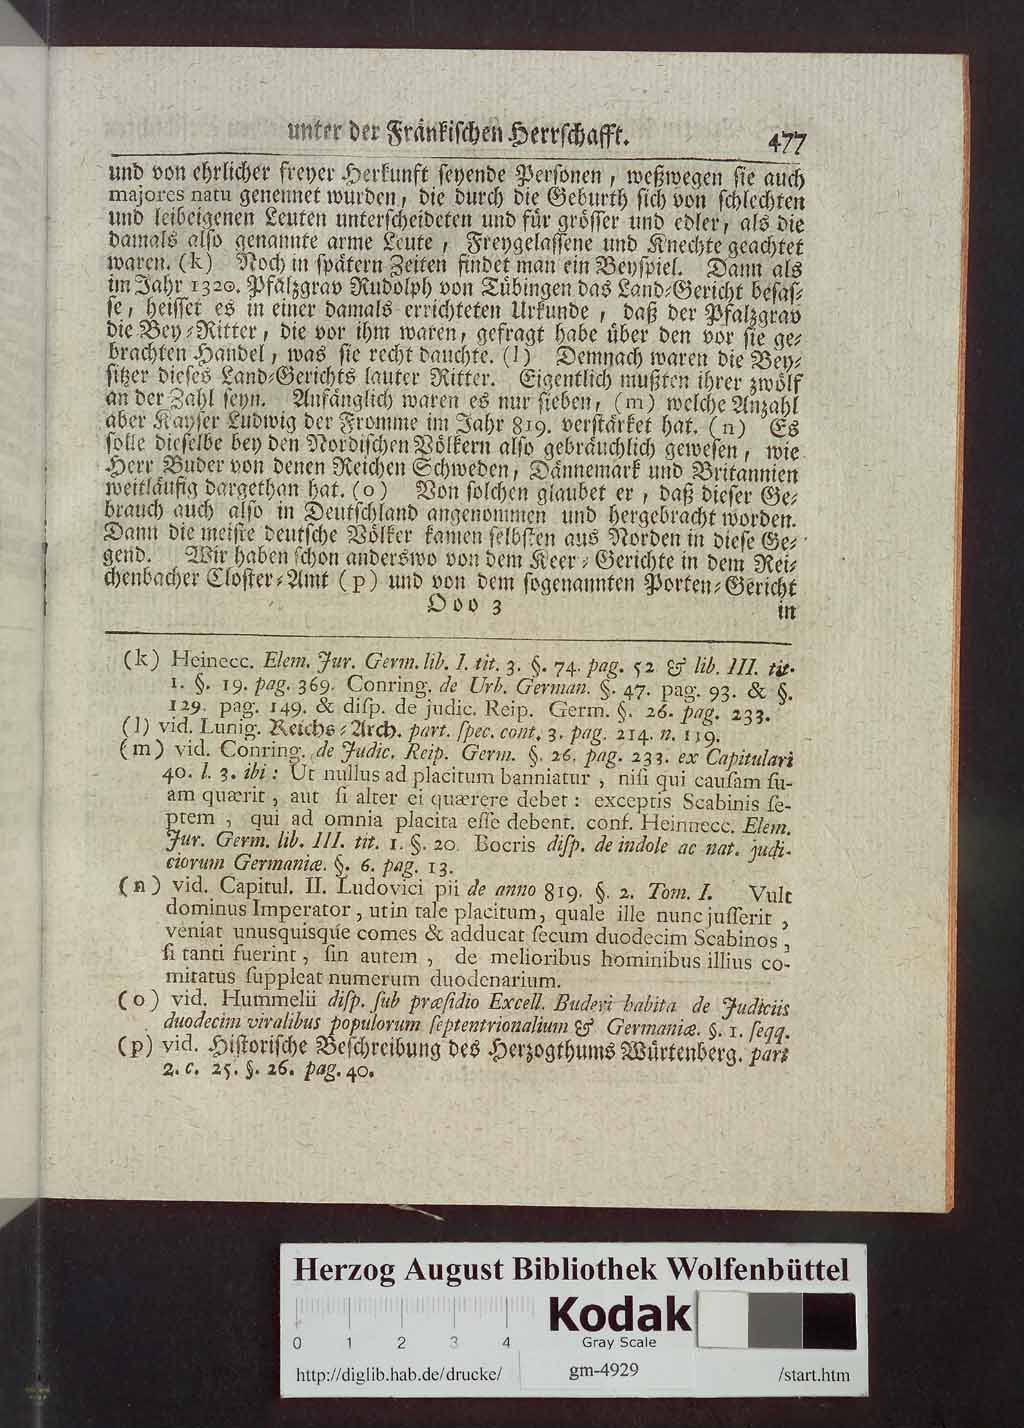 unter der Fränkischen Herrschafft. 477
und von ehrlicher freyer Herkunft seyende Personen, weßwegen sie auch
majores natu genennet wurden, die durch die Geburth sich von schlechten
und leibeigenen Leuten unterscheideten und für grösser und edler, als die
damals also genannte arme Leute, Freygelassene und Knechte geachtet
waren. (k) Noch in spätern Zeiten findet man ein Beyspiel. Dann als
im Jahr 1320. Pfalzgrav Rudolph von Tübingen das Land-Gericht besas-
se, heisset es in einer damals errichteten Urkunde, daß der Pfalzgrav
die Bey-Ritter, die vor ihm waren, gefragt habe über den vor sie ge-
brachten Handel, was sie recht dauchte. (l) Demnach waren die Bey-
sitzer dieses Land-Gerichts lauter Ritter. Eigentlich mußten ihrer zwölf
an der Zahl seyn. Anfänglich waren es nur sieben, (m) welche Anzahl
aber Kayser Ludwig der Fromme im Jahr 819. verstärket hat. (n) Es
solle dieselbe bey den Nordischen Völkern also gebräuchlich gewesen, wie
Herr Buder von denen Reichen Schweden, Dännemark und Britannien
weitläufig dargethan hat. (o) Von solchen glaubet er, daß dieser Ge-
brauch auch also in Deutschland angenommen und hergebracht worden.
Dann die meiste deutsche Völker kamen selbsten aus Norden in diese Ge-
gend. Wir haben schon anderswo von dem Keer-Gerichte in dem Rei-
chenbacher Closter-Amt (p) und von dem sogenannten Porten-Gericht
Ooo 3 in
(k) Heinecc. Elem. Jur. Germ. lib. I. tit. 3. §. 74. pag. 52 & lib. III. tit.
1. §. 19. pag. 369. Conring. de Urb. German. §. 47. pag. 93. & §.
129. pag. 149. & disp. de judic. Reip. Germ. §. 26. pag. 233.
(l) vid. Lunig. Reichs-Arch. part. spec. cont. 3. pag. 214. n. 119.
(m) vid. Conring. de Judic. Reip. Germ. §. 26. pag. 233. ex Capitulari
40. l. 3. ibi: Ut nullus ad placitum banniatur, nisi qui causam su-
am quærit, aut si alter ei quærere debet: exceptis Scabinis se-
ptem, qui ad omnia placita esse debent. conf. Heinnecc. Elem.
Jur. Germ. lib. III. tit. 1. §. 20. Bocris disp. de indole ac nat. judi-
ciorum Germaniæ. §. 6. pag. 13.
(n) vid. Capitul. II. Ludovici pii de anno 819. §. 2. Tom. I. Vult
dominus Imperator, ut in tale placitum, quale ille nunc jusserit,
veniat unusquisque comes & adducat secum duodecim Scabinos,
si tanti fuerint, sin autem, de melioribus hominibus illius co-
mitatus suppleat numerum duodenarium.
(o) vid. Hummelii disp. sub præsidio Excell. Buderi habita de Judiciis
duodecim viralibus populorum septentrionalium & Germaniæ. §. 1. seqq.
(p) vid. Historische Beschreibung des Herzogthums Würtenberg. part
2. c. 25. §. 26. pag. 40.
Herzog August Bibliothek Wolfenbüttel
Kodak
0 1 2 3 4 Gray Scale
http://diglib.hab.de/drucke/ gm-4929 /start.htm